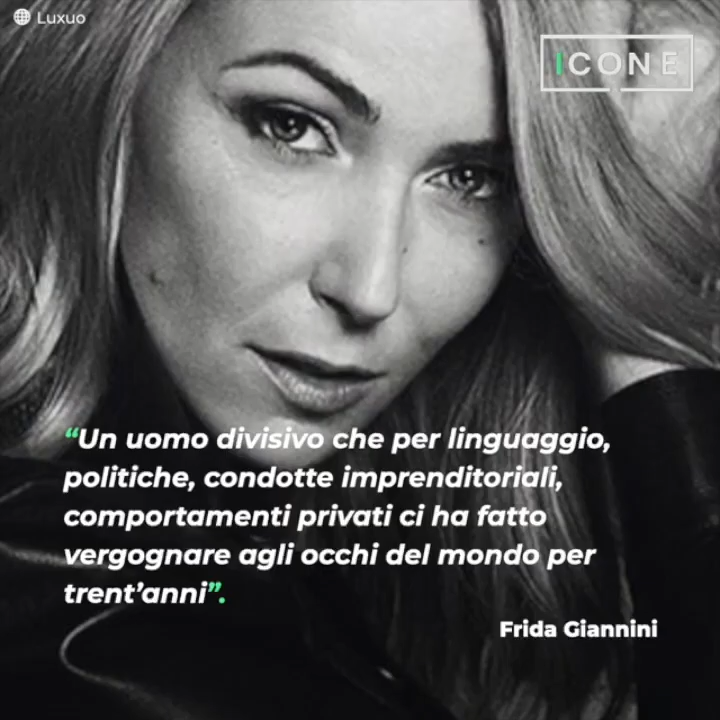 Luxuo
ICONE
“Un uomo divisivo che per linguaggio,
politiche, condotte imprenditoriali,
comportamenti privati ci ha fatto
vergognare agli occhi del mondo per
trent’anni”.
Frida Giannini